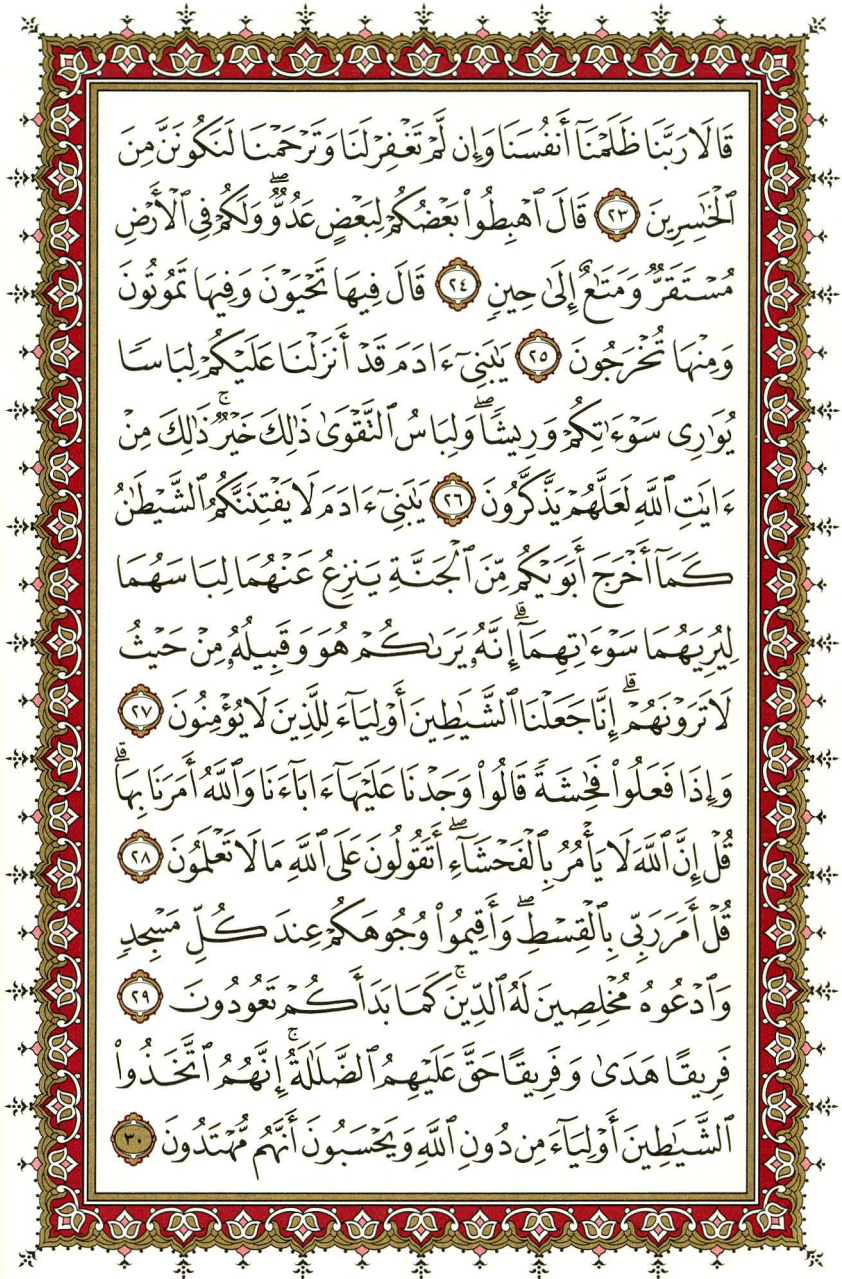 قَالَا رَبَّنَا ظَلَمْنَآ أَنفُسَنَا وَإِن لَّمْ تَغْفِرْ لَنَا وَتَرْحَمْنَا لَنَكُونَنَّ مِنَ
ٱلْخَٰسِرِينَ ٢٣ قَالَ ٱهْبِطُوا۟ بَعْضُكُمْ لِبَعْضٍ عَدُوٌّ ۖ وَلَكُمْ فِى ٱلْأَرْضِ
مُسْتَقَرٌّ وَمَتَٰعٌ إِلَىٰ حِينٍ ٢٤ قَالَ فِيهَا تَحْيَوْنَ وَفِيهَا تَمُوتُونَ
وَمِنْهَا تُخْرَجُونَ ٢٥ يَٰبَنِىٓ ءَادَمَ قَدْ أَنزَلْنَا عَلَيْكُمْ لِبَاسًا
يُوَٰرِى سَوْءَٰتِكُمْ وَرِيشًا ۖ وَلِبَاسُ ٱلتَّقْوَىٰ ذَٰلِكَ خَيْرٌ ۚ ذَٰلِكَ مِنْ
ءَايَٰتِ ٱللَّهِ لَعَلَّهُمْ يَذَّكَّرُونَ ٢٦ يَٰبَنِىٓ ءَادَمَ لَا يَفْتِنَنَّكُمُ ٱلشَّيْطَٰنُ
كَمَآ أَخْرَجَ أَبَوَيْكُم مِّنَ ٱلْجَنَّةِ يَنزِعُ عَنْهُمَا لِبَاسَهُمَا
لِيُرِيَهُمَا سَوْءَٰتِهِمَآ ۗ إِنَّهُۥ يَرَىٰكُمْ هُوَ وَقَبِيلُهُۥ مِنْ حَيْثُ
لَا تَرَوْنَهُمْ ۗ إِنَّا جَعَلْنَا ٱلشَّيَٰطِينَ أَوْلِيَآءَ لِلَّذِينَ لَا يُؤْمِنُونَ ٢٧
وَإِذَا فَعَلُوا۟ فَٰحِشَةً قَالُوا۟ وَجَدْنَا عَلَيْهَآ ءَابَآءَنَا وَٱللَّهُ أَمَرَنَا بِهَا ۗ
قُلْ إِنَّ ٱللَّهَ لَا يَأْمُرُ بِٱلْفَحْشَآءِ ۖ أَتَقُولُونَ عَلَى ٱللَّهِ مَا لَا تَعْلَمُونَ ٢٨
قُلْ أَمَرَ رَبِّى بِٱلْقِسْطِ ۖ وَأَقِيمُوا۟ وُجُوهَكُمْ عِندَ كُلِّ مَسْجِدٍ
وَٱدْعُوهُ مُخْلِصِينَ لَهُ ٱلدِّينَ ۚ كَمَا بَدَأَكُمْ تَعُودُونَ ٢٩
فَرِيقًا هَدَىٰ وَفَرِيقًا حَقَّ عَلَيْهِمُ ٱلضَّلَٰلَةُ ۚ إِنَّهُمُ ٱتَّخَذُوا۟
ٱلشَّيَٰطِينَ أَوْلِيَآءَ مِن دُونِ ٱللَّهِ وَيَحْسَبُونَ أَنَّهُم مُّهْتَدُونَ ٣٠